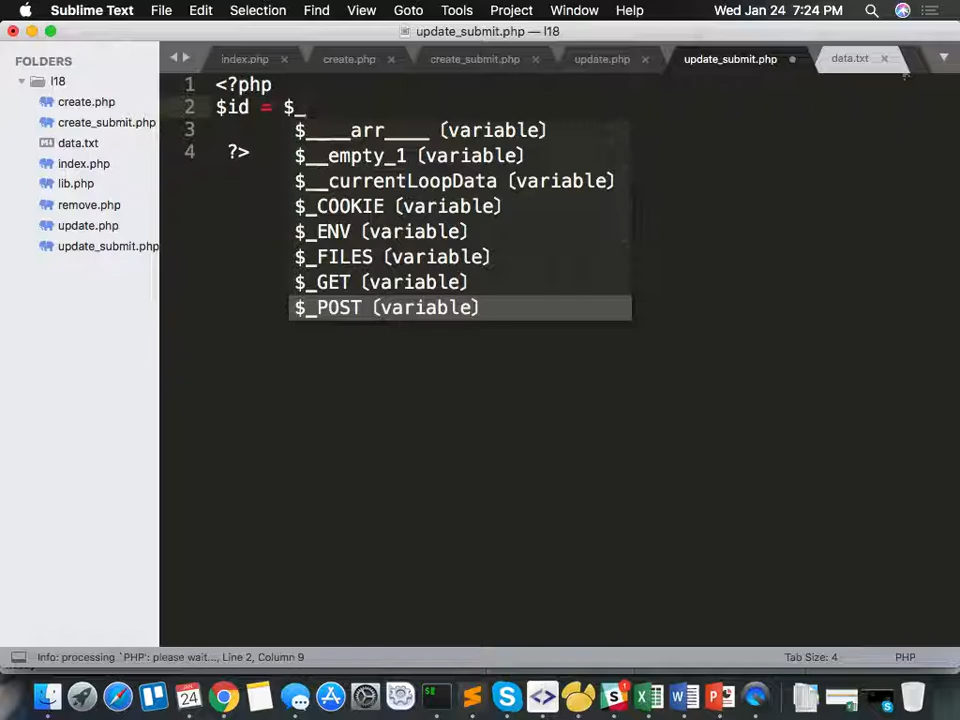 Sublime Text File Edit Selection Find View Goto Tools Project Window Help Wed Jan 24 7:24 PM
update_submit.php — l18
FOLDERS
l18
create.php
create_submit.php
data.txt
index.php
lib.php
remove.php
update.php
update_submit.php
index.php create.php create_submit.php update.php update_submit.php data.txt
1 <?php
2 $id = $_
3
4 ?>
$____arr____ (variable)
$__empty_1 (variable)
$__currentLoopData (variable)
$_COOKIE (variable)
$_ENV (variable)
$_FILES (variable)
$_GET (variable)
$_POST (variable)
Info: processing `PHP': please wait..., Line 2, Column 9 Tab Size: 4 PHP